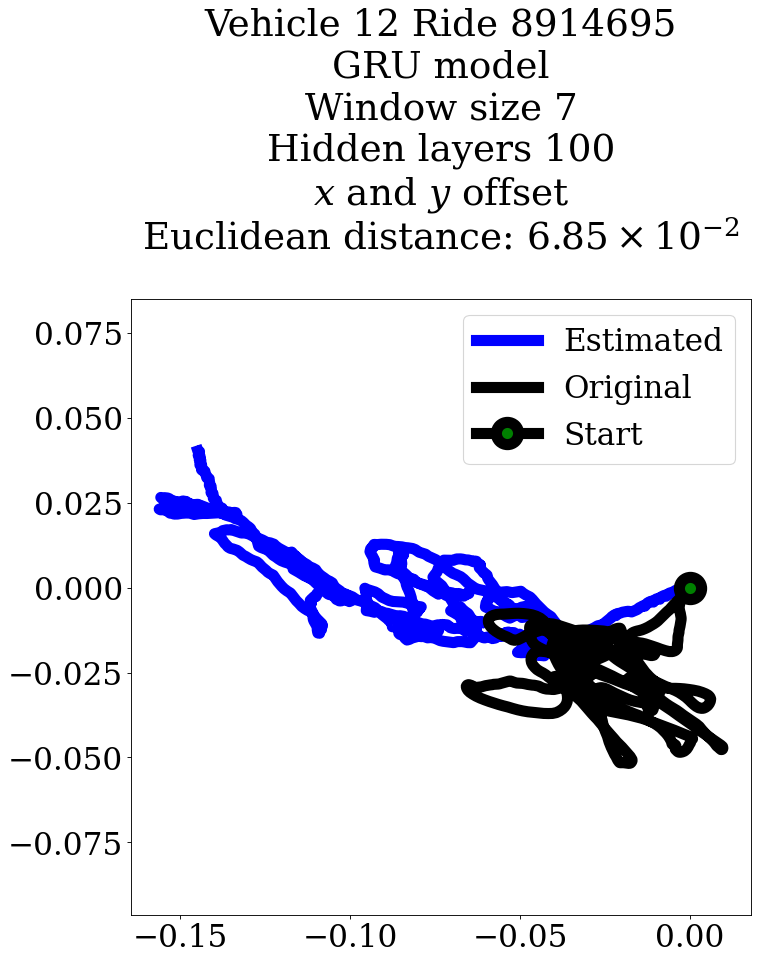 Vehicle 12 Ride 8914695
GRU model
Window size 7
Hidden layers 100
x and y offset
Euclidean distance: 6.85 × 10⁻²
Estimated
Original
Start
0.075
0.050
0.025
0.000
−0.025
−0.050
−0.075
−0.15
−0.10
−0.05
0.00